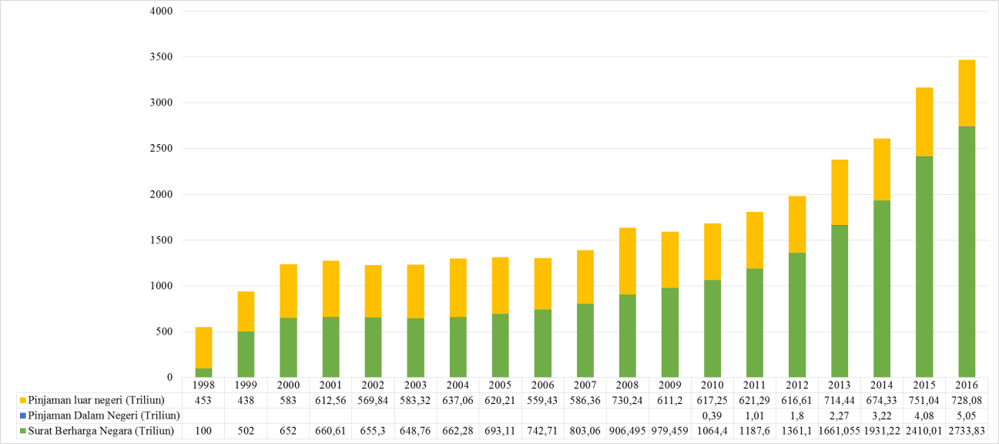 4000
3500
3000
2500
2000
1500
1000
500
0
1998 1999 2000 2001 2002 2003 2004 2005 2006 2007 2008 2009 2010 2011 2012 2013 2014 2015 2016
Pinjaman luar negeri (Triliun) 453 438 583 612,56 569,84 583,32 637,06 620,21 559,43 586,36 730,24 611,2 617,25 621,29 616,61 714,44 674,33 751,04 728,08
Pinjaman Dalam Negeri (Triliun) 0,39 1,01 1,8 2,27 3,22 4,08 5,05
Surat Berharga Negara (Triliun) 100 502 652 660,61 655,3 648,76 662,28 693,11 742,71 803,06 906,495 979,459 1064,4 1187,6 1361,1 1661,055 1931,22 2410,01 2733,83